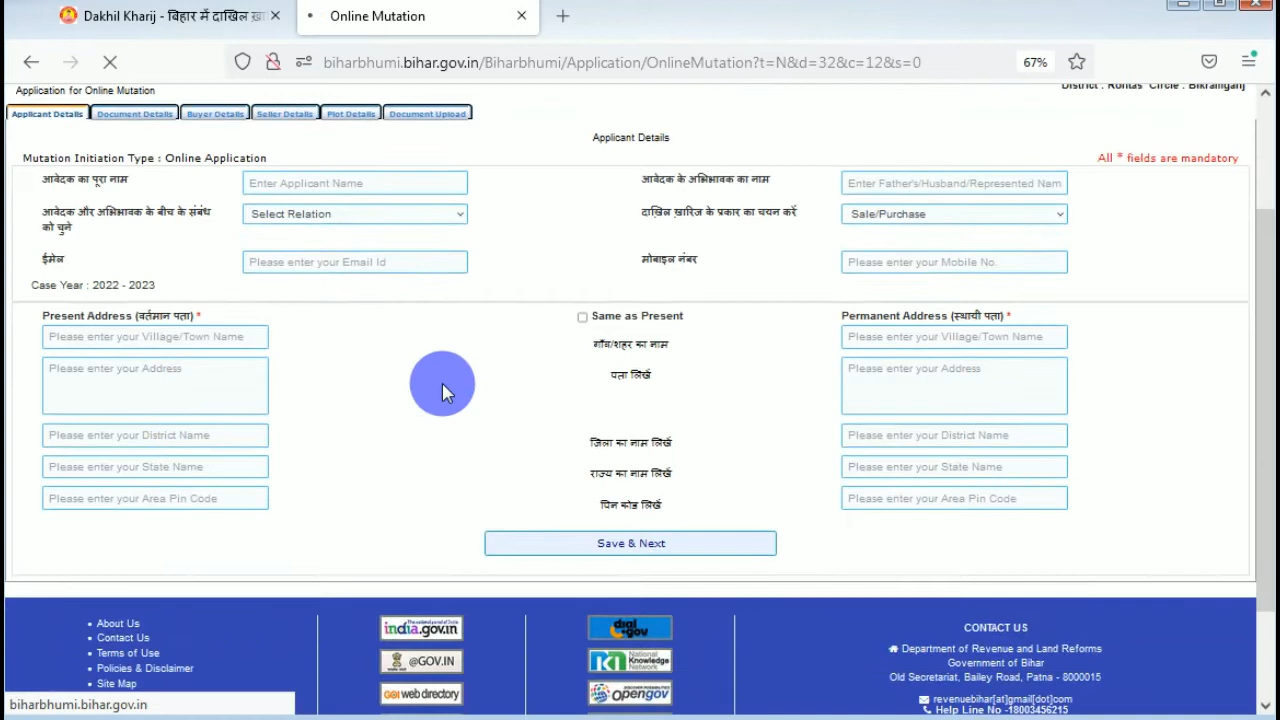 Dakhil Kharij - बिहार में दाखिल
Online Mutation
biharbhumi.bihar.gov.in/Biharbhumi/Application/OnlineMutation?t=N&d=32&c=12&s=0
67%
Application for Online Mutation
District : Rohtas Circle : Bikramganj
Applicant Details Document Details Buyer Details Seller Details Plot Details Document Upload
Applicant Details
Mutation Initiation Type : Online Application
All * fields are mandatory
आवेदक का पूरा नाम
Enter Applicant Name
आवेदक के अभिभावक का नाम
Enter Father's/Husband/Represented Nam
आवेदक और अभिभावक के बीच के संबंध
को चुने
Select Relation
दाख़िल ख़ारिज के प्रकार का चयन करें
Sale/Purchase
ईमेल
Please enter your Email Id
मोबाइल नंबर
Please enter your Mobile No.
Case Year : 2022 - 2023
Present Address (वर्तमान पता) *
Same as Present
Permanent Address (स्थायी पता) *
Please enter your Village/Town Name
गाँव/शहर का नाम
Please enter your Village/Town Name
Please enter your Address
पता लिखें
Please enter your Address
Please enter your District Name
जिला का नाम लिखें
Please enter your District Name
Please enter your State Name
राज्य का नाम लिखें
Please enter your State Name
Please enter your Area Pin Code
पिन कोड लिखें
Please enter your Area Pin Code
Save & Next
About Us
Contact Us
Terms of Use
Policies & Disclaimer
Site Map
india.gov.in
@GOV.IN
GOI web directory
dial.gov
National
Knowledge
Network
opengov
CONTACT US
Department of Revenue and Land Reforms
Government of Bihar
Old Secretariat, Bailey Road, Patna - 8000015
revenuebihar[at]gmail[dot]com
Help Line No -18003456215
biharbhumi.bihar.gov.in